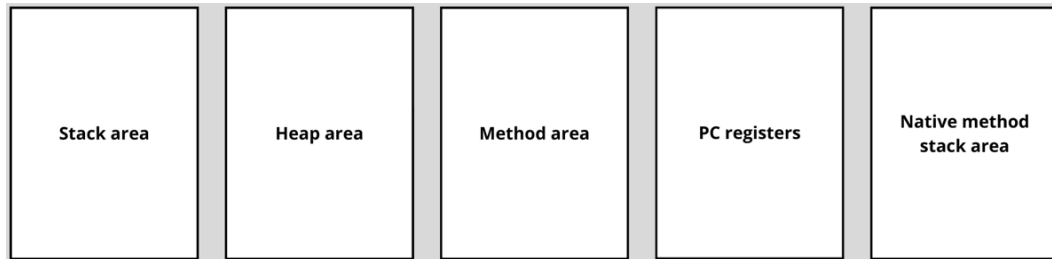 Stack area
Heap area
Method area
PC registers
Native method
stack area